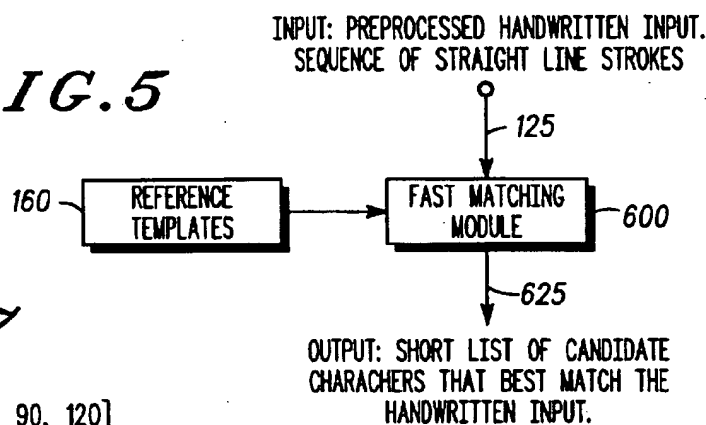 INPUT: PREPROCESSED HANDWRITTEN INPUT.
SEQUENCE OF STRAIGHT LINE STROKES
IG.5
125
160
REFERENCE
TEMPLATES
FAST MATCHING
MODULE
600
625
OUTPUT: SHORT LIST OF CANDIDATE
CHARACHERS THAT BEST MATCH THE
HANDWRITTEN INPUT.
90, 120]